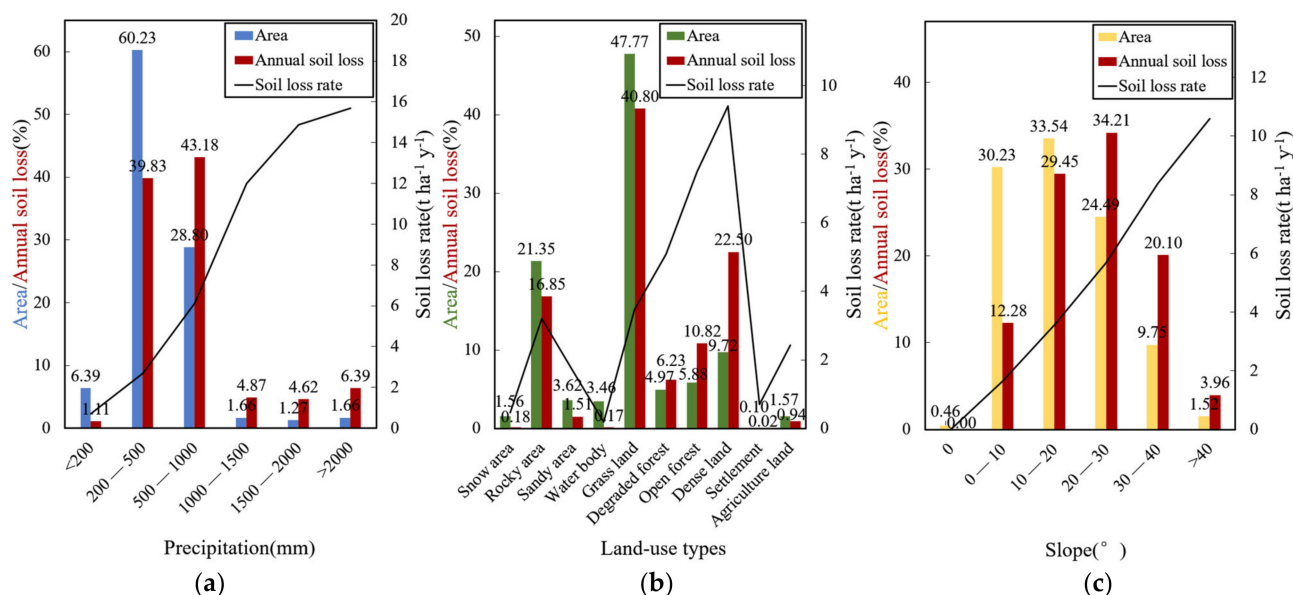 Area
Annual soil loss
Soil loss rate
Area/Annual soil loss(%)
60
50
40
30
20
10
0
6.39
1.11
60.23
39.83
28.80
43.18
1.66
4.87
1.27
4.62
1.66
6.39
20
18
16
14
12
10
8
6
4
2
0
Soil loss rate(t ha⁻¹ y⁻¹)
<200
200 — 500
500 — 1000
1000 — 1500
1500 — 2000
>2000
Precipitation(mm)
(a)
Area
Annual soil loss
Soil loss rate
Area/Annual soil loss(%)
50
40
30
20
10
0
1.56
0.18
21.35
16.85
3.62
1.51
3.46
0.17
47.77
40.80
4.97
6.23
5.88
10.82
9.72
22.50
0.10
0.02
1.57
0.94
10
8
6
4
2
0
Soil loss rate(t ha⁻¹ y⁻¹)
Snow area
Rocky area
Sandy area
Water body
Grass land
Degraded forest
Open forest
Dense land
Settlement
Agriculture land
Land-use types
(b)
Area
Annual soil loss
Soil loss rate
Area/Annual soil loss(%)
40
30
20
10
0
0.46
0.00
30.23
12.28
33.54
29.45
24.49
34.21
9.75
20.10
1.52
3.96
12
10
8
6
4
2
0
Soil loss rate(t ha⁻¹ y⁻¹)
0
0 — 10
10 — 20
20 — 30
30 — 40
>40
Slope(°)
(c)